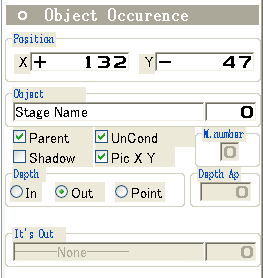 Object Occurence
Position
X + 132 Y - 47
Object
Stage Name 0
Parent UnCond
M.number
Shadow Pic X Y 0
Depth Depth Ap
In Out Point 0
It's Out
None 0